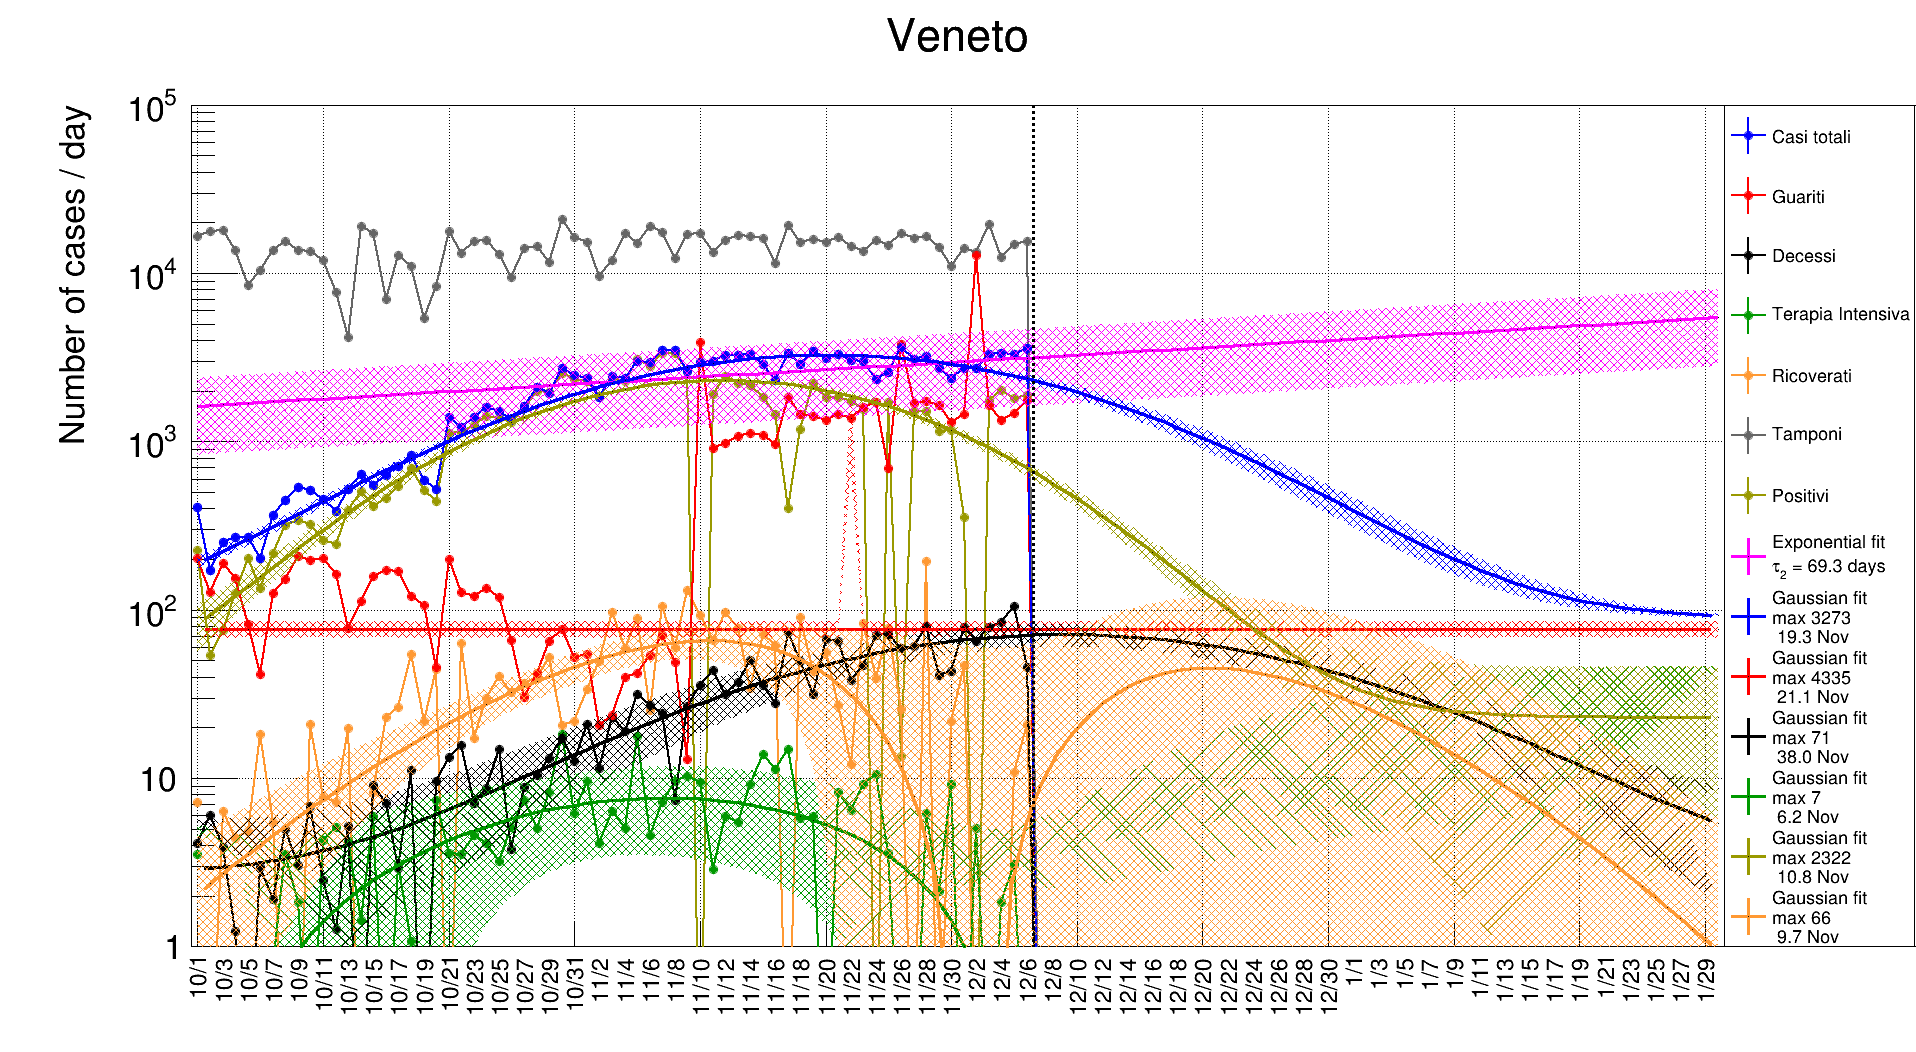 Veneto
Number of cases / day
10^5
10^4
10^3
10^2
10
1
10/1
10/3
10/5
10/7
10/9
10/11
10/13
10/15
10/17
10/19
10/21
10/23
10/25
10/27
10/29
10/31
11/2
11/4
11/6
11/8
11/10
11/12
11/14
11/16
11/18
11/20
11/22
11/24
11/26
11/28
11/30
12/2
12/4
12/6
12/8
12/10
12/12
12/14
12/16
12/18
12/20
12/22
12/24
12/26
12/28
12/30
1/1
1/3
1/5
1/7
1/9
1/11
1/13
1/15
1/17
1/19
1/21
1/23
1/25
1/27
1/29
Casi totali
Guariti
Decessi
Terapia Intensiva
Ricoverati
Tamponi
Positivi
Exponential fit
τ₂ = 69.3 days
Gaussian fit
max 3273
19.3 Nov
Gaussian fit
max 4335
21.1 Nov
Gaussian fit
max 71
38.0 Nov
Gaussian fit
max 7
6.2 Nov
Gaussian fit
max 2322
10.8 Nov
Gaussian fit
max 66
9.7 Nov